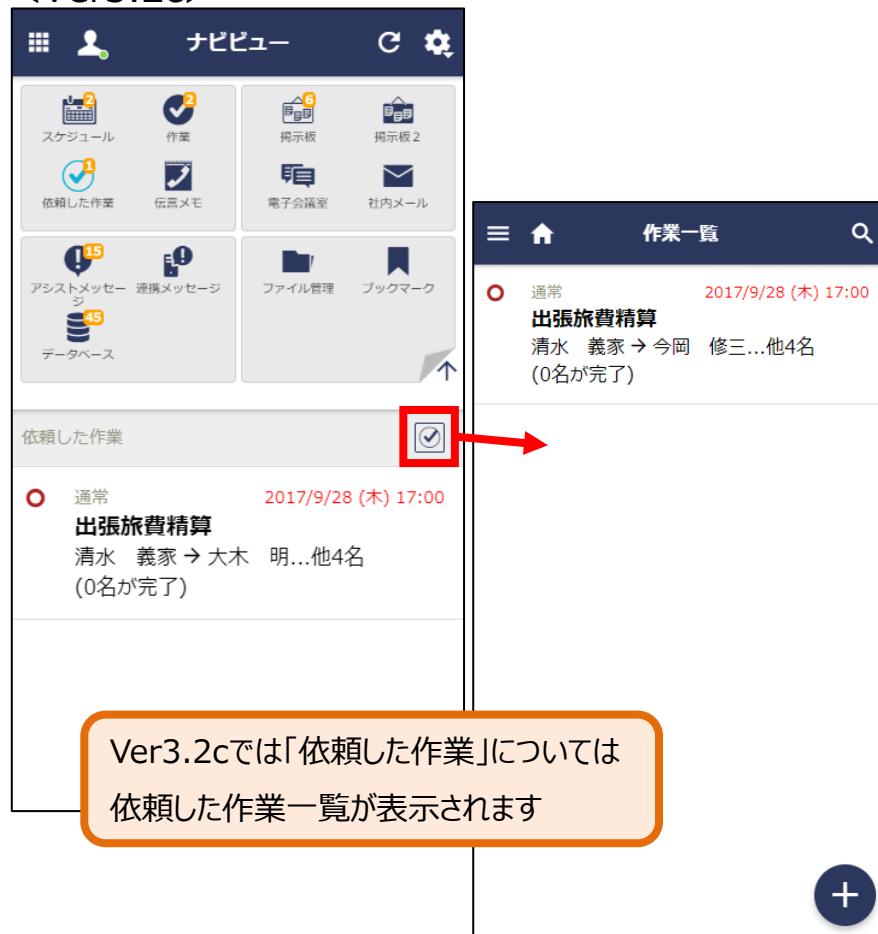 <Ver3.2c>
ナビビュー
2
スケジュール
2
作業
6
掲示板
掲示板2
1
依頼した作業
伝言メモ
電子会議室
社内メール
15
アシストメッセージ
連携メッセージ
ファイル管理
ブックマーク
45
データベース
依頼した作業
通常 2017/9/28 (木) 17:00
出張旅費精算
清水 義家 → 大木 明...他4名
(0名が完了)
作業一覧
通常 2017/9/28 (木) 17:00
出張旅費精算
清水 義家 → 今岡 修三...他4名
(0名が完了)
Ver3.2cでは「依頼した作業」については
依頼した作業一覧が表示されます